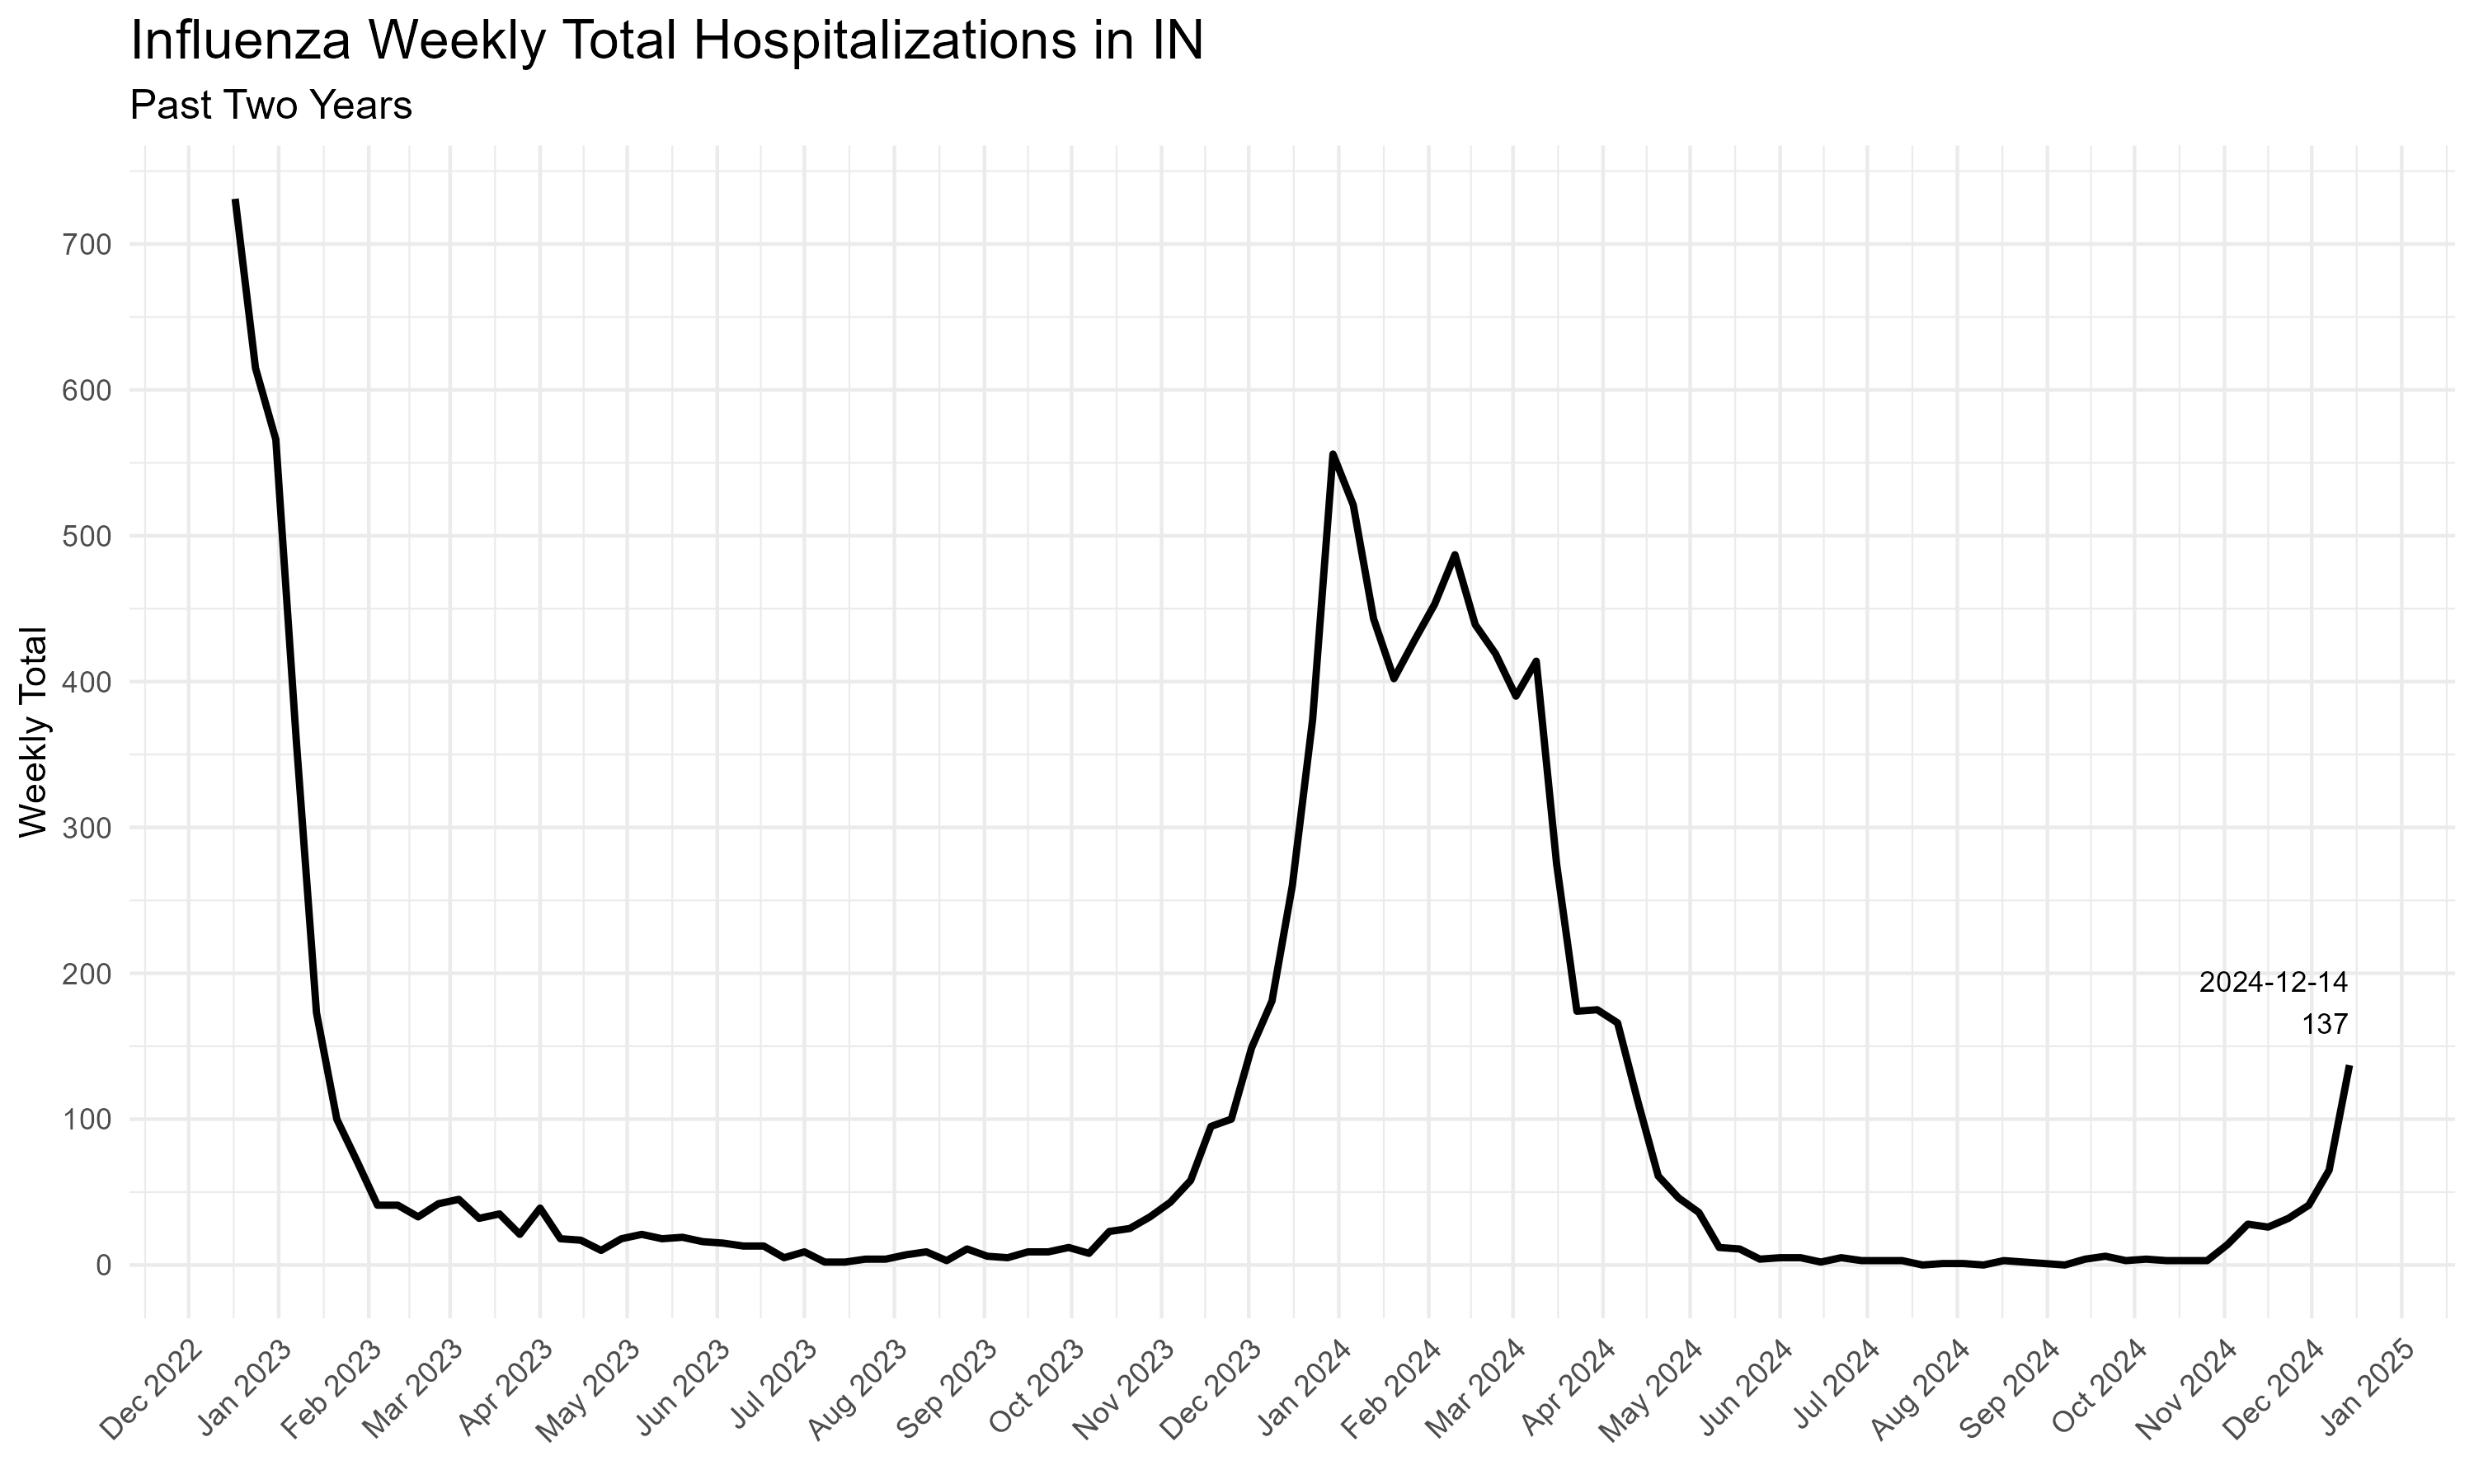 Influenza Weekly Total Hospitalizations in IN
Past Two Years
Weekly Total
700
600
500
400
300
200
100
0
2024-12-14
137
Dec 2022
Jan 2023
Feb 2023
Mar 2023
Apr 2023
May 2023
Jun 2023
Jul 2023
Aug 2023
Sep 2023
Oct 2023
Nov 2023
Dec 2023
Jan 2024
Feb 2024
Mar 2024
Apr 2024
May 2024
Jun 2024
Jul 2024
Aug 2024
Sep 2024
Oct 2024
Nov 2024
Dec 2024
Jan 2025